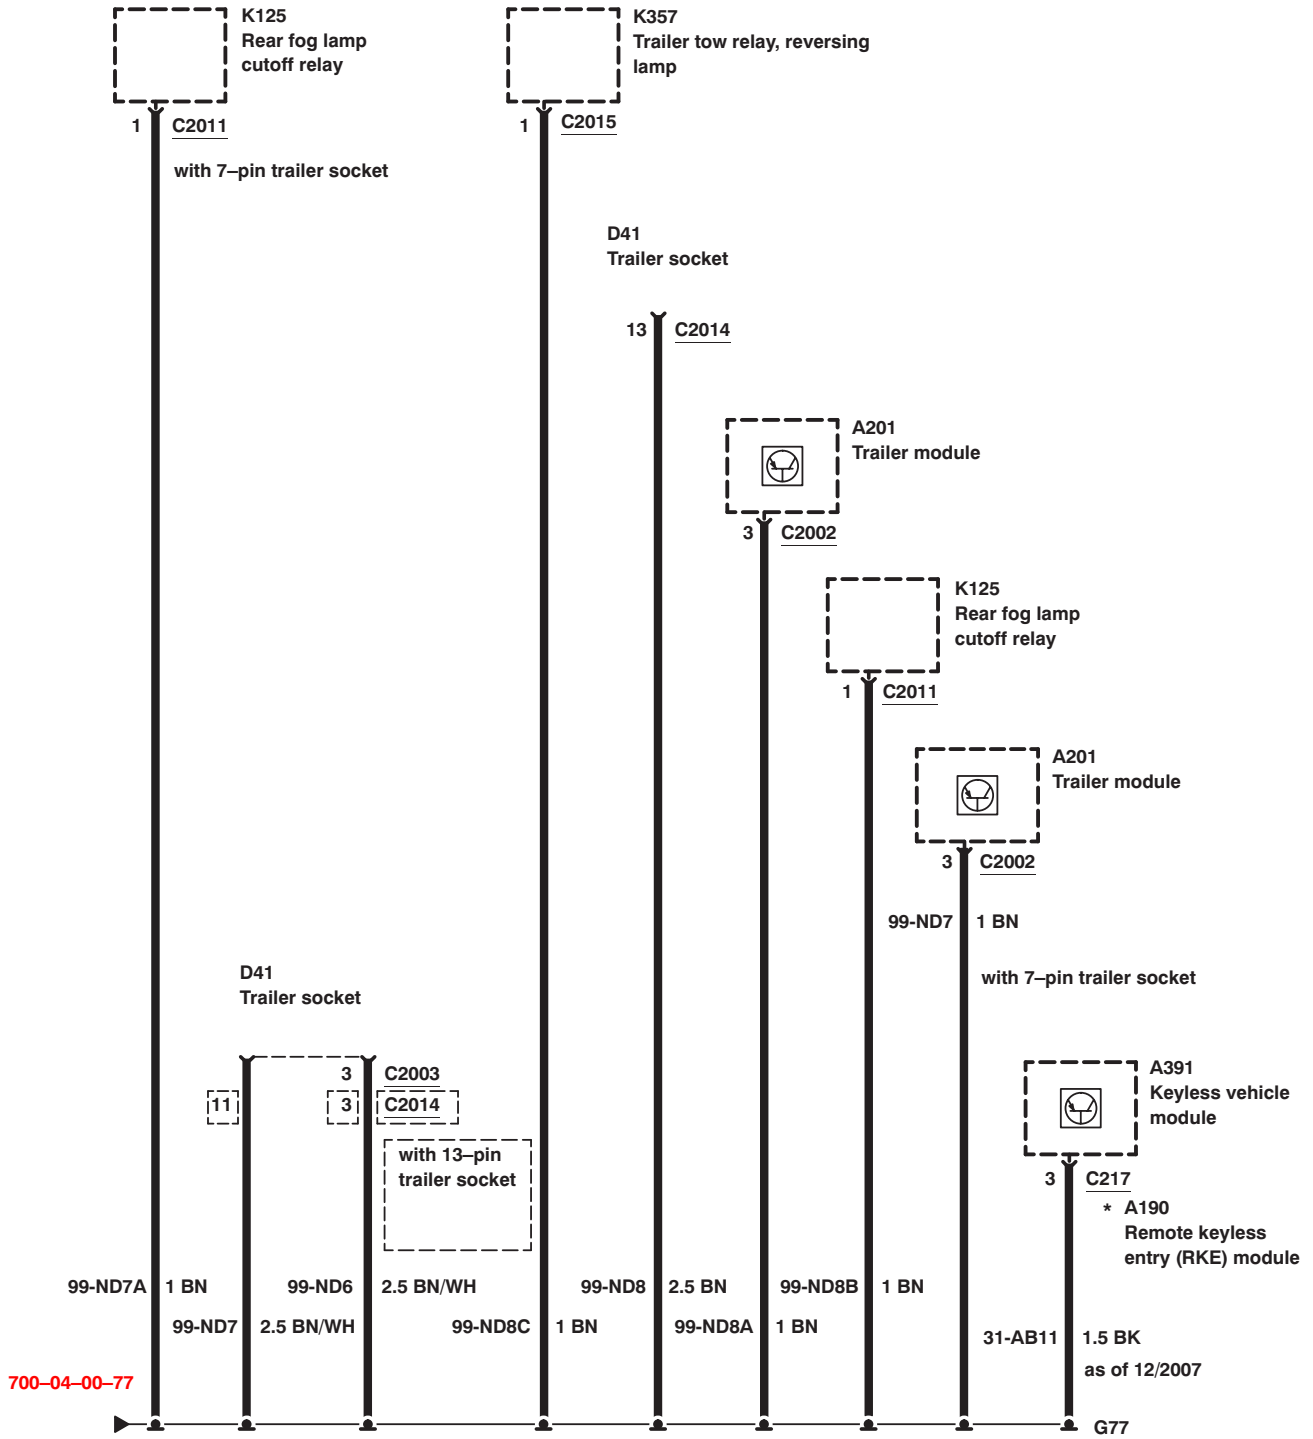 K125
Rear fog lamp
cutoff relay
1 C2011
with 7–pin trailer socket
K357
Trailer tow relay, reversing
lamp
1 C2015
D41
Trailer socket
13 C2014
A201
Trailer module
3 C2002
K125
Rear fog lamp
cutoff relay
1 C2011
A201
Trailer module
3 C2002
99-ND7 1 BN
with 7–pin trailer socket
D41
Trailer socket
3 C2003
11 3 C2014
with 13–pin
trailer socket
A391
Keyless vehicle
module
3 C217
* A190
Remote keyless
entry (RKE) module
99-ND7A 1 BN
99-ND6 2.5 BN/WH
99-ND8 2.5 BN
99-ND8B 1 BN
99-ND7 2.5 BN/WH
99-ND8C 1 BN
99-ND8A 1 BN
31-AB11 1.5 BK
as of 12/2007
700–04–00–77
G77